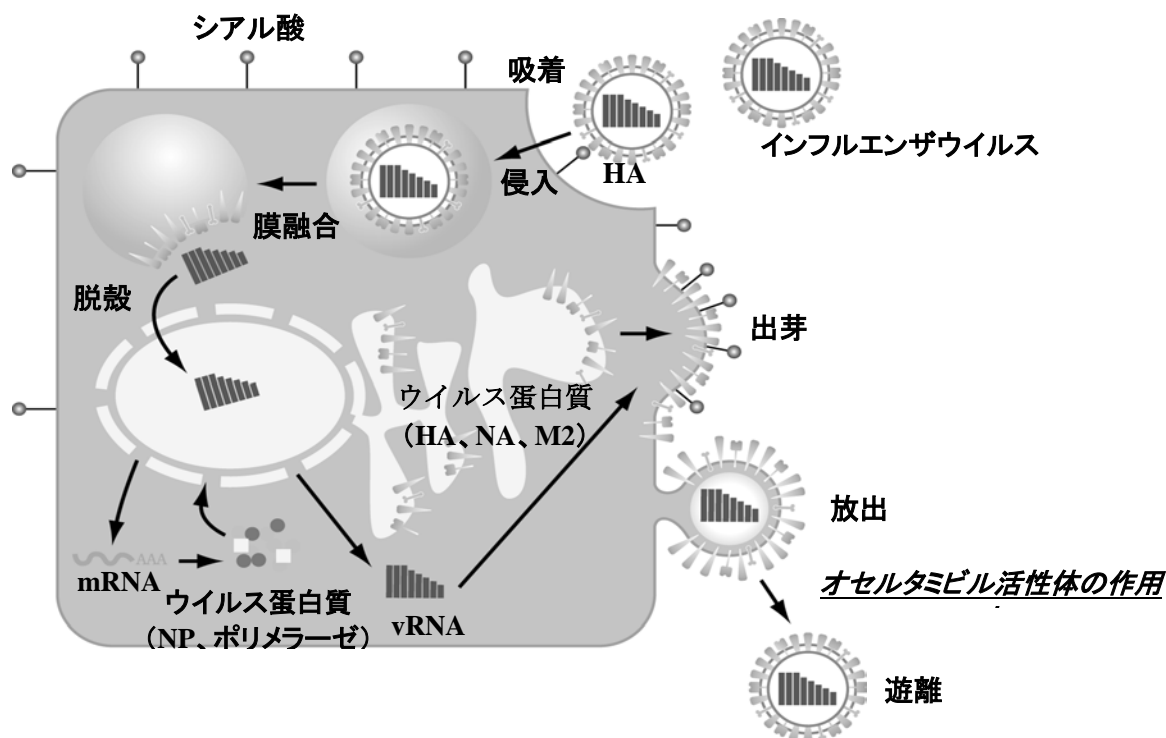 シアル酸
吸着
インフルエンザウイルス
HA
侵入
膜融合
脱殻
出芽
ウイルス蛋白質
（HA、NA、M2）
放出
AAA
mRNA
オセルタミビル活性体の作用
ウイルス蛋白質
（NP、ポリメラーゼ）
vRNA
遊離